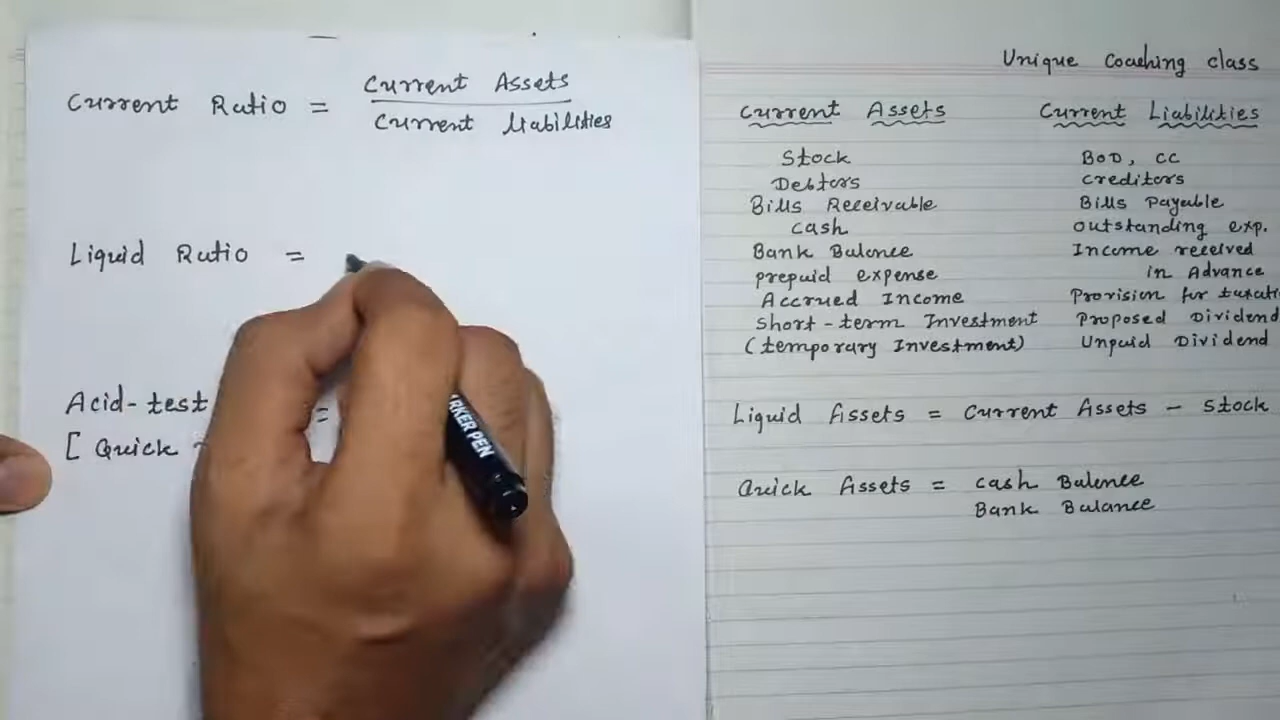 Current Ratio = Current Assets
Current Liabilities
Liquid Ratio =
Acid-test =
[ Quick
MARKER PEN
Unique Coaching class
Current Assets
Stock
Debtors
Bills Receivable
Cash
Bank Balance
Prepaid expense
Accrued Income
Short-term Investment
(temporary Investment)
Current Liabilities
BOD, CC
Creditors
Bills Payable
Outstanding exp.
Income received
in Advance
Provision for
Proposed Dividend
Unpaid Dividend
Liquid Assets = Current Assets - Stock
Quick Assets = Cash Balance
Bank Balance